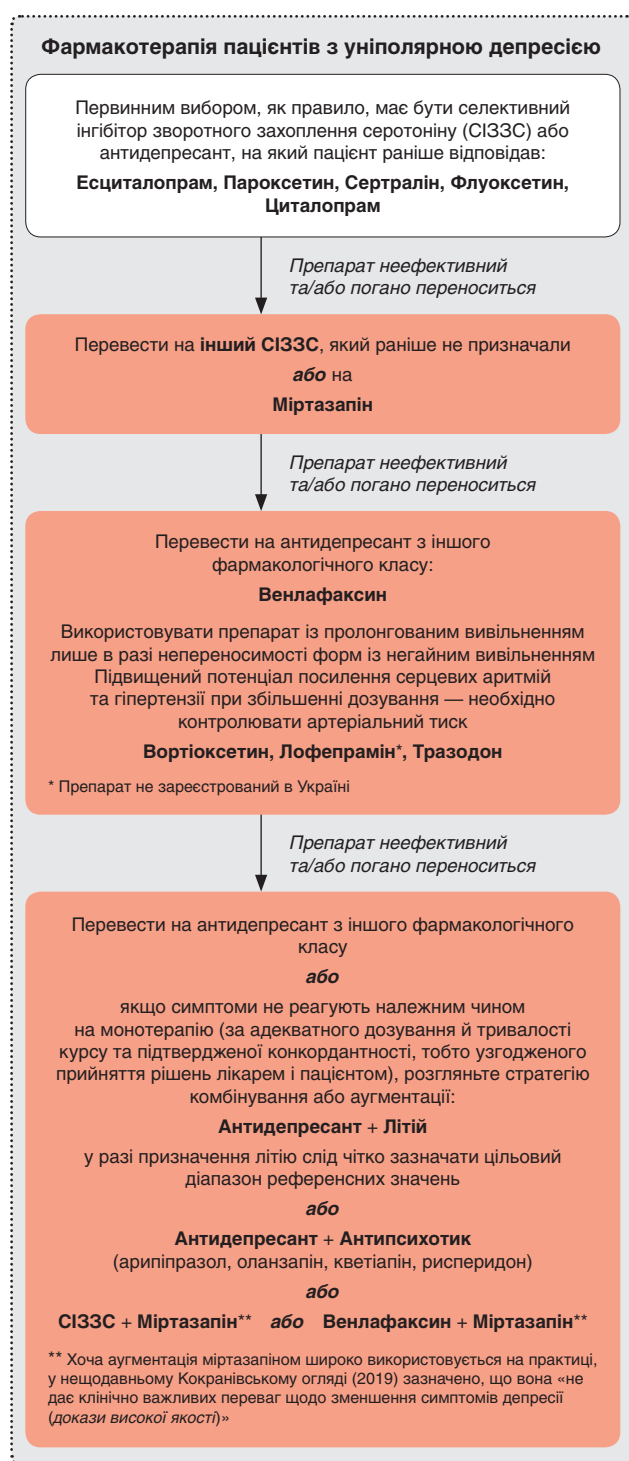 Фармакотерапія пацієнтів з уніполярною депресією
Первинним вибором, як правило, має бути селективний
інгібітор зворотного захоплення серотоніну (СІЗЗС) або
антидепресант, на який пацієнт раніше відповідав:
Есциталопрам, Пароксетин, Сертралін, Флуоксетин,
Циталопрам
Препарат неефективний
та/або погано переноситься
Перевести на інший СІЗЗС, який раніше не призначали
або на
Міртазапін
Препарат неефективний
та/або погано переноситься
Перевести на антидепресант з іншого
фармакологічного класу:
Венлафаксин
Використовувати препарат із пролонгованим вивільненням
лише в разі непереносимості форм із негайним вивільненням
Підвищений потенціал посилення серцевих аритмій
та гіпертензії при збільшенні дозування — необхідно
контролювати артеріальний тиск
Вортіоксетин, Лофепрамін*, Тразодон
* Препарат не зареєстрований в Україні
Препарат неефективний
та/або погано переноситься
Перевести на антидепресант з іншого фармакологічного
класу
або
якщо симптоми не реагують належним чином
на монотерапію (за адекватного дозування й тривалості
курсу та підтвердженої конкордантності, тобто узгодженого
прийняття рішень лікарем і пацієнтом), розгляньте стратегію
комбінування або аугментації:
Антидепресант + Літій
у разі призначення літію слід чітко зазначати цільовий
діапазон референсних значень
або
Антидепресант + Антипсихотик
(арипіпразол, оланзапін, кветіапін, рисперидон)
або
СІЗЗС + Міртазапін** або Венлафаксин + Міртазапін**
** Хоча аугментація міртазапіном широко використовується на практиці,
у нещодавньому Кокранівському огляді (2019) зазначено, що вона «не
дає клінічно важливих переваг щодо зменшення симптомів депресії
(докази високої якості)»